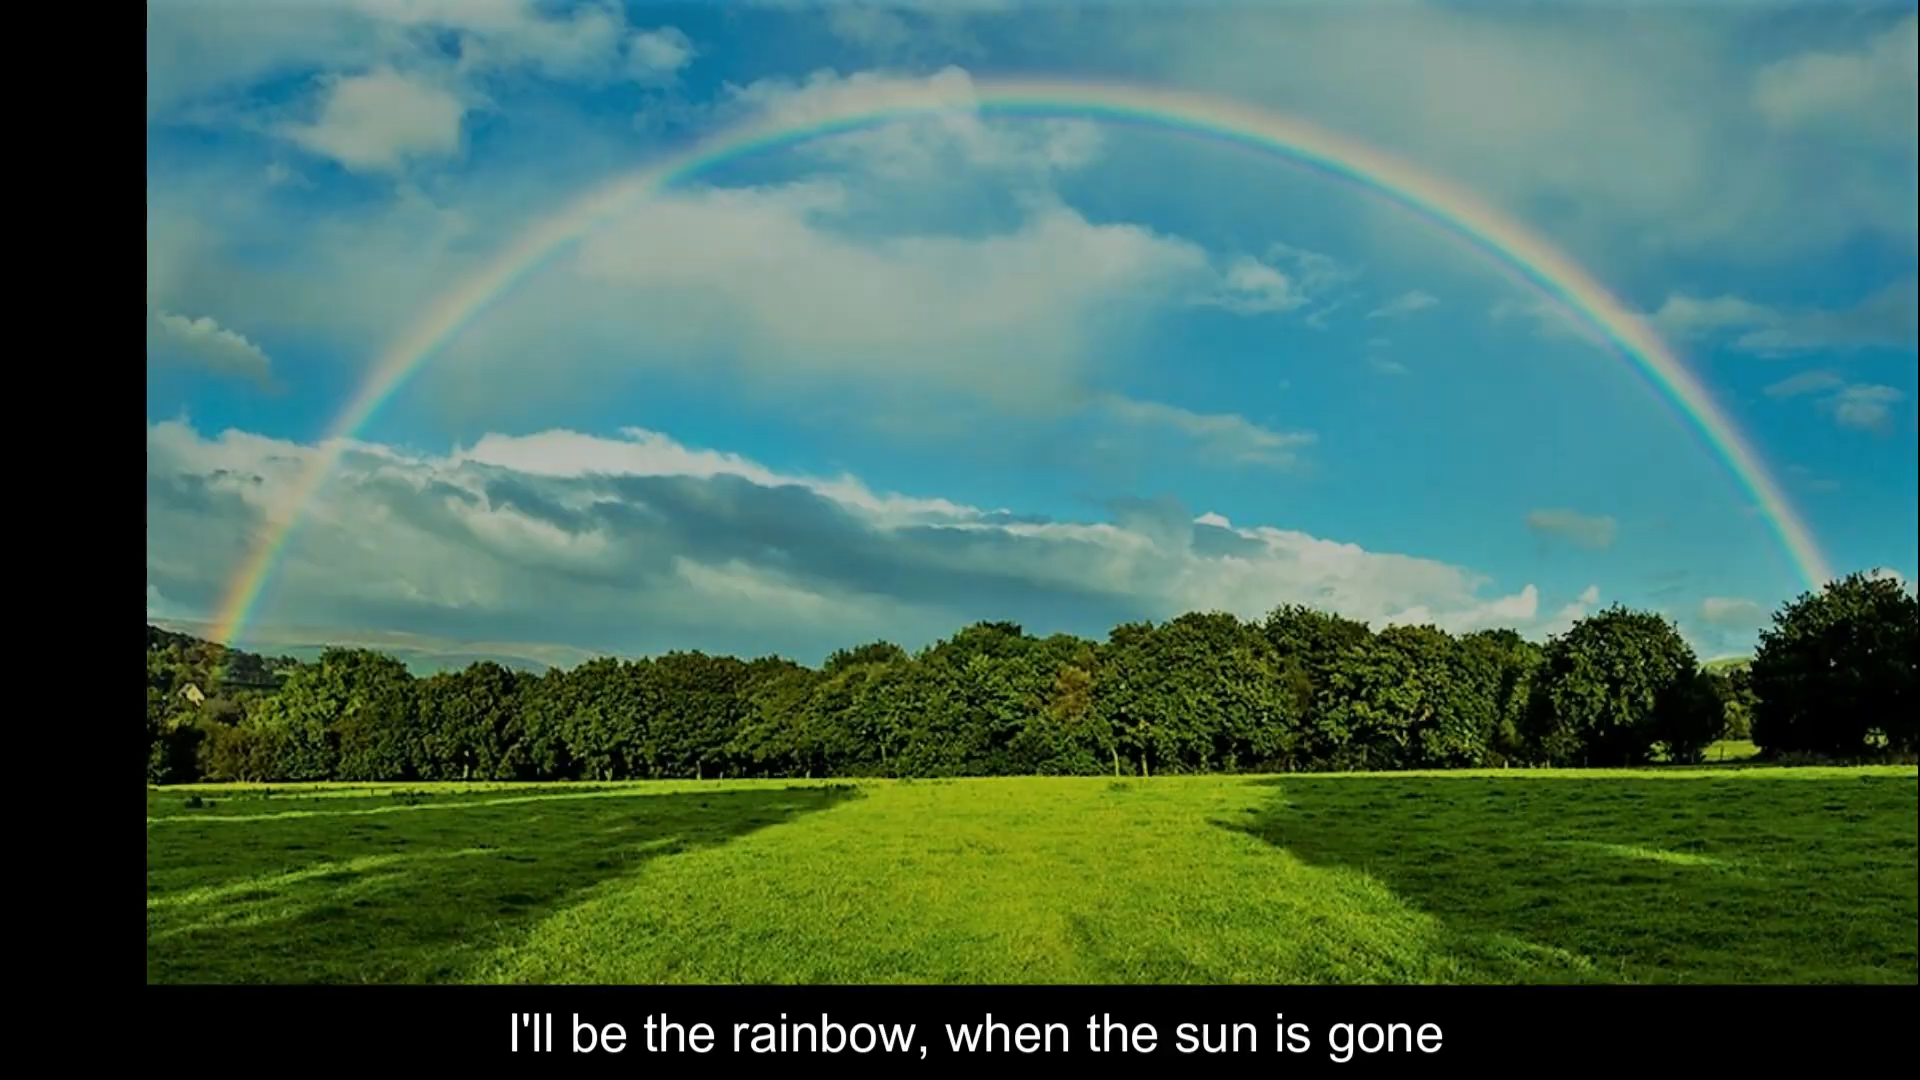 I'll be the rainbow, when the sun is gone